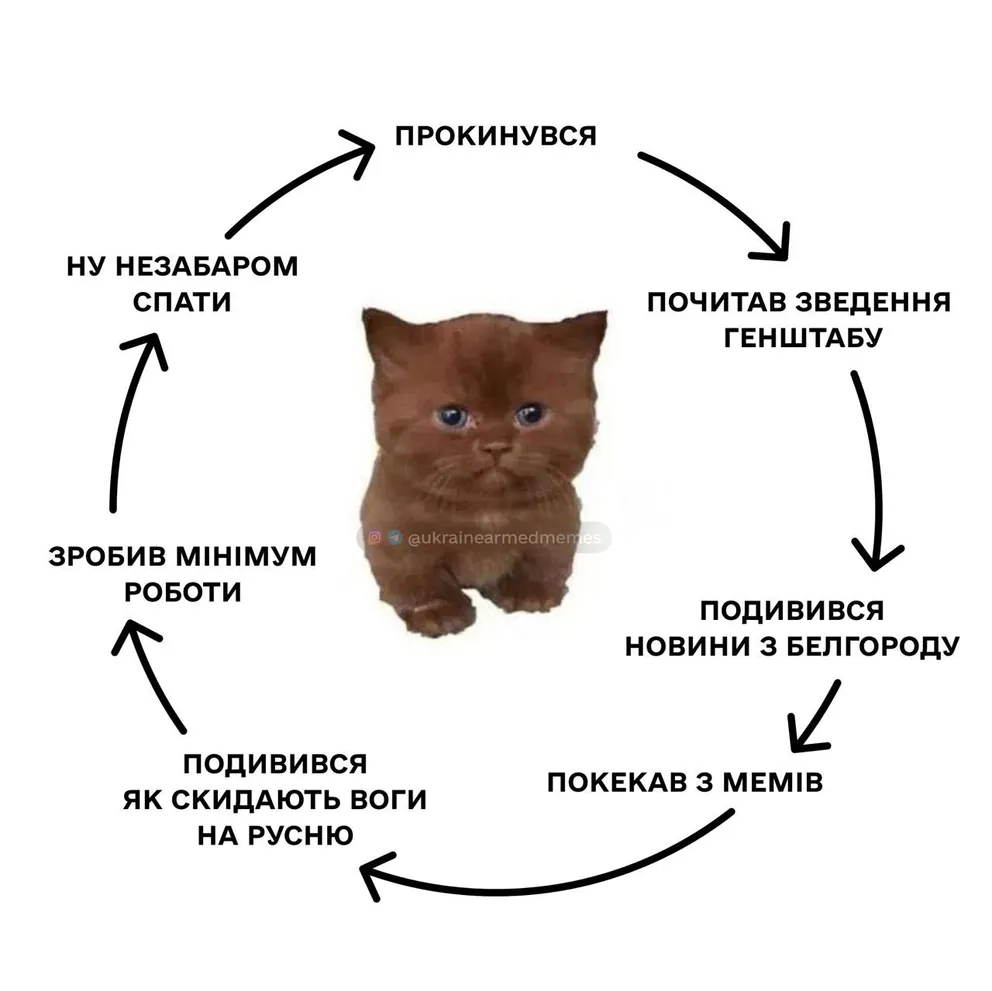 ПРОКИНУВСЯ
ПОЧИТАВ ЗВЕДЕННЯ
ГЕНШТАБУ
ПОДИВИВСЯ
НОВИНИ З БЕЛГОРОДУ
ПОКЕКАВ З МЕМІВ
ПОДИВИВСЯ
ЯК СКИДАЮТЬ ВОГИ
НА РУСНЮ
ЗРОБИВ МІНІМУМ
РОБОТИ
НУ НЕЗАБАРОМ
СПАТИ
@ukrainearmedmemes